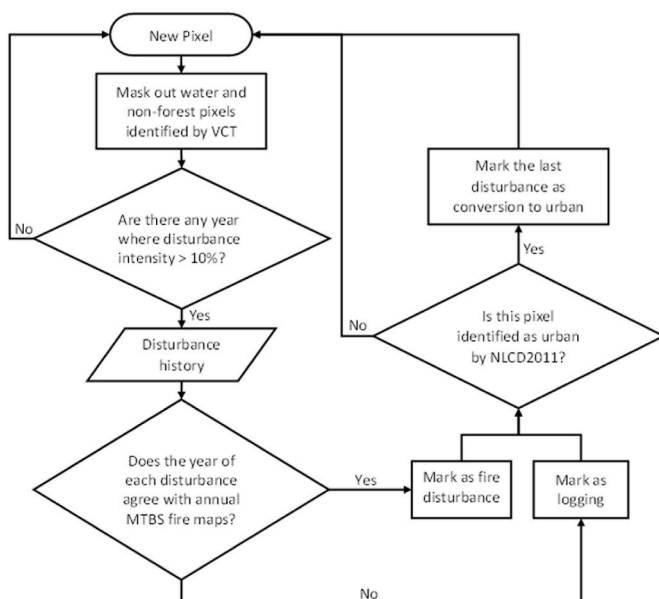 New Pixel
Mask out water and
non-forest pixels
identified by VCT
Are there any year
where disturbance
intensity > 10%?
No
Yes
Disturbance
history
Does the year of
each disturbance
agree with annual
MTBS fire maps?
Yes
No
Mark as fire
disturbance
Mark as
logging
Is this pixel
identified as urban
by NLCD2011?
No
Yes
Mark the last
disturbance as
conversion to urban